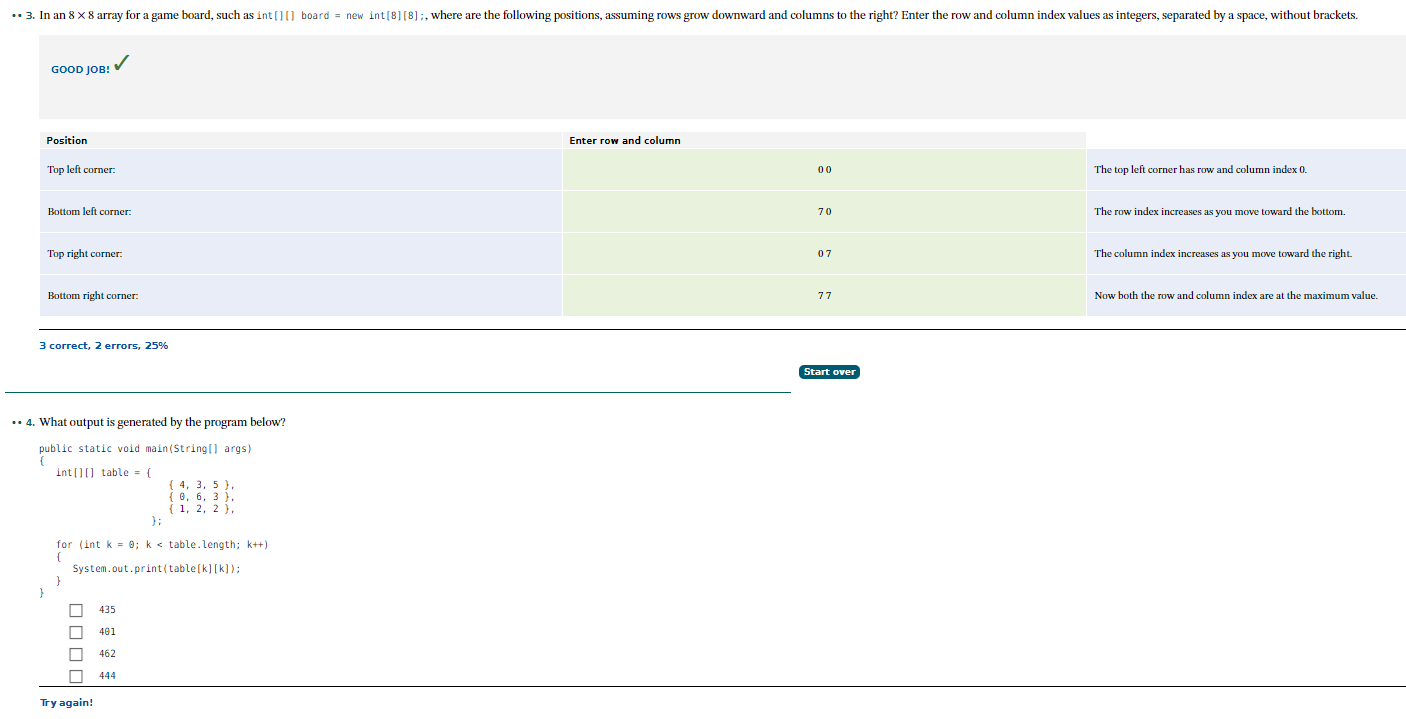 •• 3. In an 8 × 8 array for a game board, such as int[][] board = new int[8][8];, where are the following positions, assuming rows grow downward and columns to the right? Enter the row and column index values as integers, separated by a space, without brackets.
GOOD JOB! ✓
Position Enter row and column
Top left corner: 0 0 The top left corner has row and column index 0.
Bottom left corner: 7 0 The row index increases as you move toward the bottom.
Top right corner: 0 7 The column index increases as you move toward the right.
Bottom right corner: 7 7 Now both the row and column index are at the maximum value.
3 correct, 2 errors, 25%
Start over
•• 4. What output is generated by the program below?
public static void main(String[] args)
{
int[][] table = {
{ 4, 3, 5 },
{ 0, 6, 3 },
{ 1, 2, 2 },
};
for (int k = 0; k < table.length; k++)
{
System.out.print(table[k][k]);
}
}
435
401
462
444
Try again!